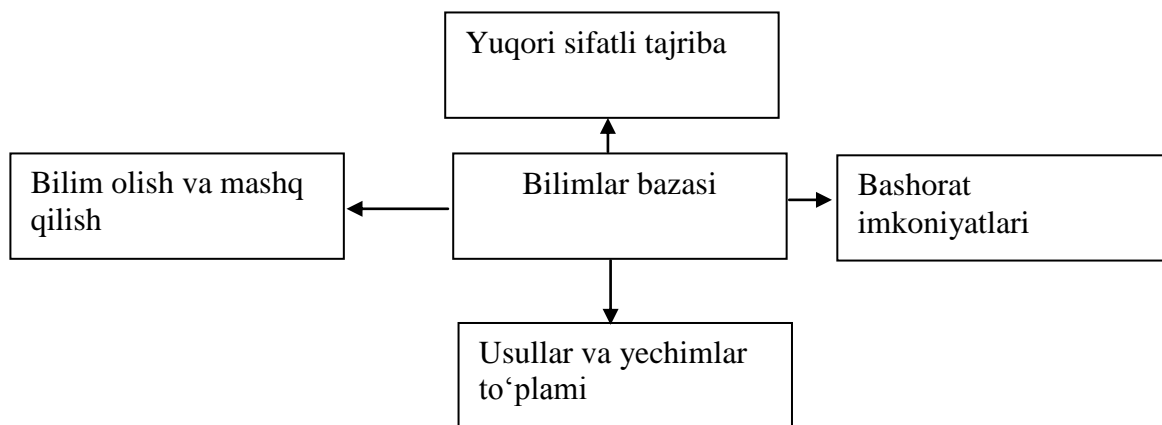 Yuqori sifatli tajriba
Bilim olish va mashq
qilish
Bilimlar bazasi
Bashorat
imkoniyatlari
Usullar va yechimlar
to‘plami